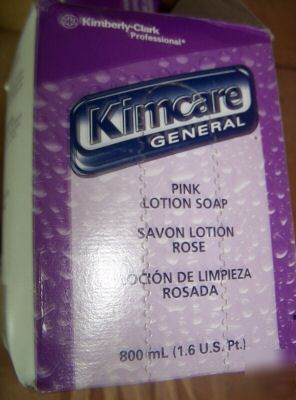 Kimberly-Clark
Professional*
Kimcare
GENERAL
PINK
LOTION SOAP
SAVON LOTION
ROSE
LOCIÓN DE LIMPIEZA
ROSADA
800 mL (1.6 U.S. Pt.)